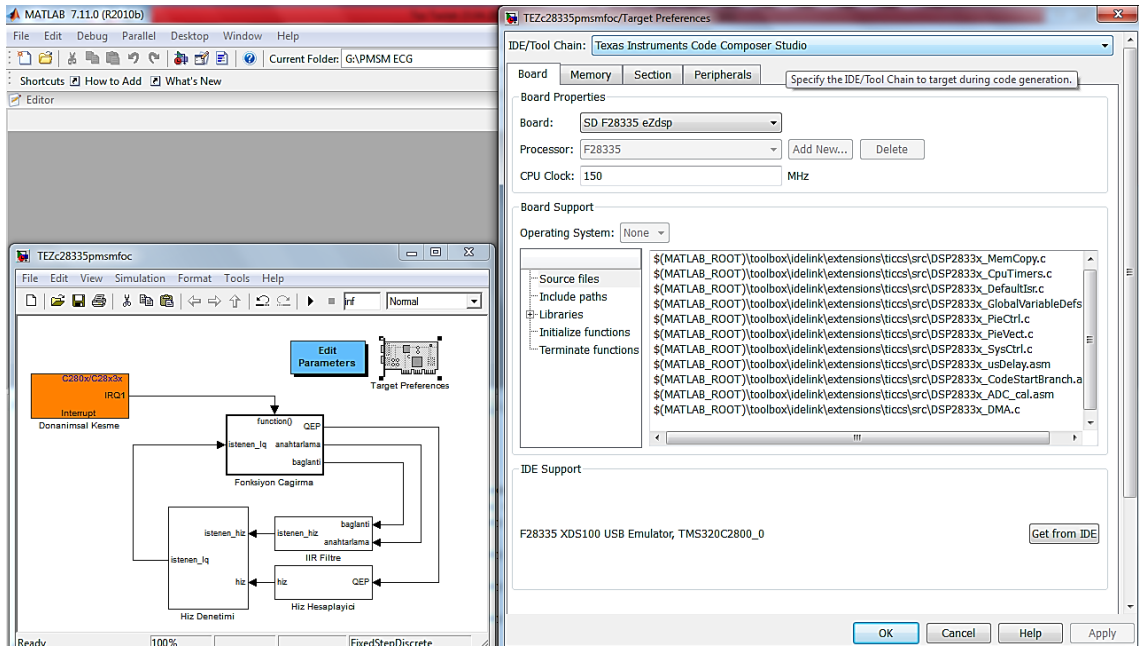 MATLAB 7.11.0 (R2010b)
File Edit Debug Parallel Desktop Window Help
Current Folder: G:\PMSM ECG
Shortcuts How to Add What's New
Editor
TEZc28335pmsmfoc
File Edit View Simulation Format Tools Help
inf Normal
Edit
Parameters
Target Preferences
C280x/C28x3x
IRQ1
Interrupt
Donanimsal Kesme
function()
QEP
istenen_Iq anahtarlama
baglanti
Fonksiyon Cagirma
baglanti
istenen_hiz istenen_hiz
anahtarlama
IIR Filtre
istenen_Iq
hiz hiz QEP
Hiz Hesaplayici
Hiz Denetimi
Ready 100% FixedStepDiscrete
TEZc28335pmsmfoc/Target Preferences
IDE/Tool Chain: Texas Instruments Code Composer Studio
Board Memory Section Peripherals
Specify the IDE/Tool Chain to target during code generation.
Board Properties
Board: SD F28335 eZdsp
Processor: F28335 Add New... Delete
CPU Clock: 150 MHz
Board Support
Operating System: None
Source files
Include paths
Libraries
Initialize functions
Terminate functions
$(MATLAB_ROOT)\toolbox\idelink\extensions\ticcs\src\DSP2833x_MemCopy.c
$(MATLAB_ROOT)\toolbox\idelink\extensions\ticcs\src\DSP2833x_CpuTimers.c
$(MATLAB_ROOT)\toolbox\idelink\extensions\ticcs\src\DSP2833x_DefaultIsr.c
$(MATLAB_ROOT)\toolbox\idelink\extensions\ticcs\src\DSP2833x_GlobalVariableDefs
$(MATLAB_ROOT)\toolbox\idelink\extensions\ticcs\src\DSP2833x_PieCtrl.c
$(MATLAB_ROOT)\toolbox\idelink\extensions\ticcs\src\DSP2833x_PieVect.c
$(MATLAB_ROOT)\toolbox\idelink\extensions\ticcs\src\DSP2833x_SysCtrl.c
$(MATLAB_ROOT)\toolbox\idelink\extensions\ticcs\src\DSP2833x_usDelay.asm
$(MATLAB_ROOT)\toolbox\idelink\extensions\ticcs\src\DSP2833x_CodeStartBranch.a
$(MATLAB_ROOT)\toolbox\idelink\extensions\ticcs\src\DSP2833x_ADC_cal.asm
$(MATLAB_ROOT)\toolbox\idelink\extensions\ticcs\src\DSP2833x_DMA.c
IDE Support
F28335 XDS100 USB Emulator, TMS320C2800_0 Get from IDE
OK Cancel Help Apply